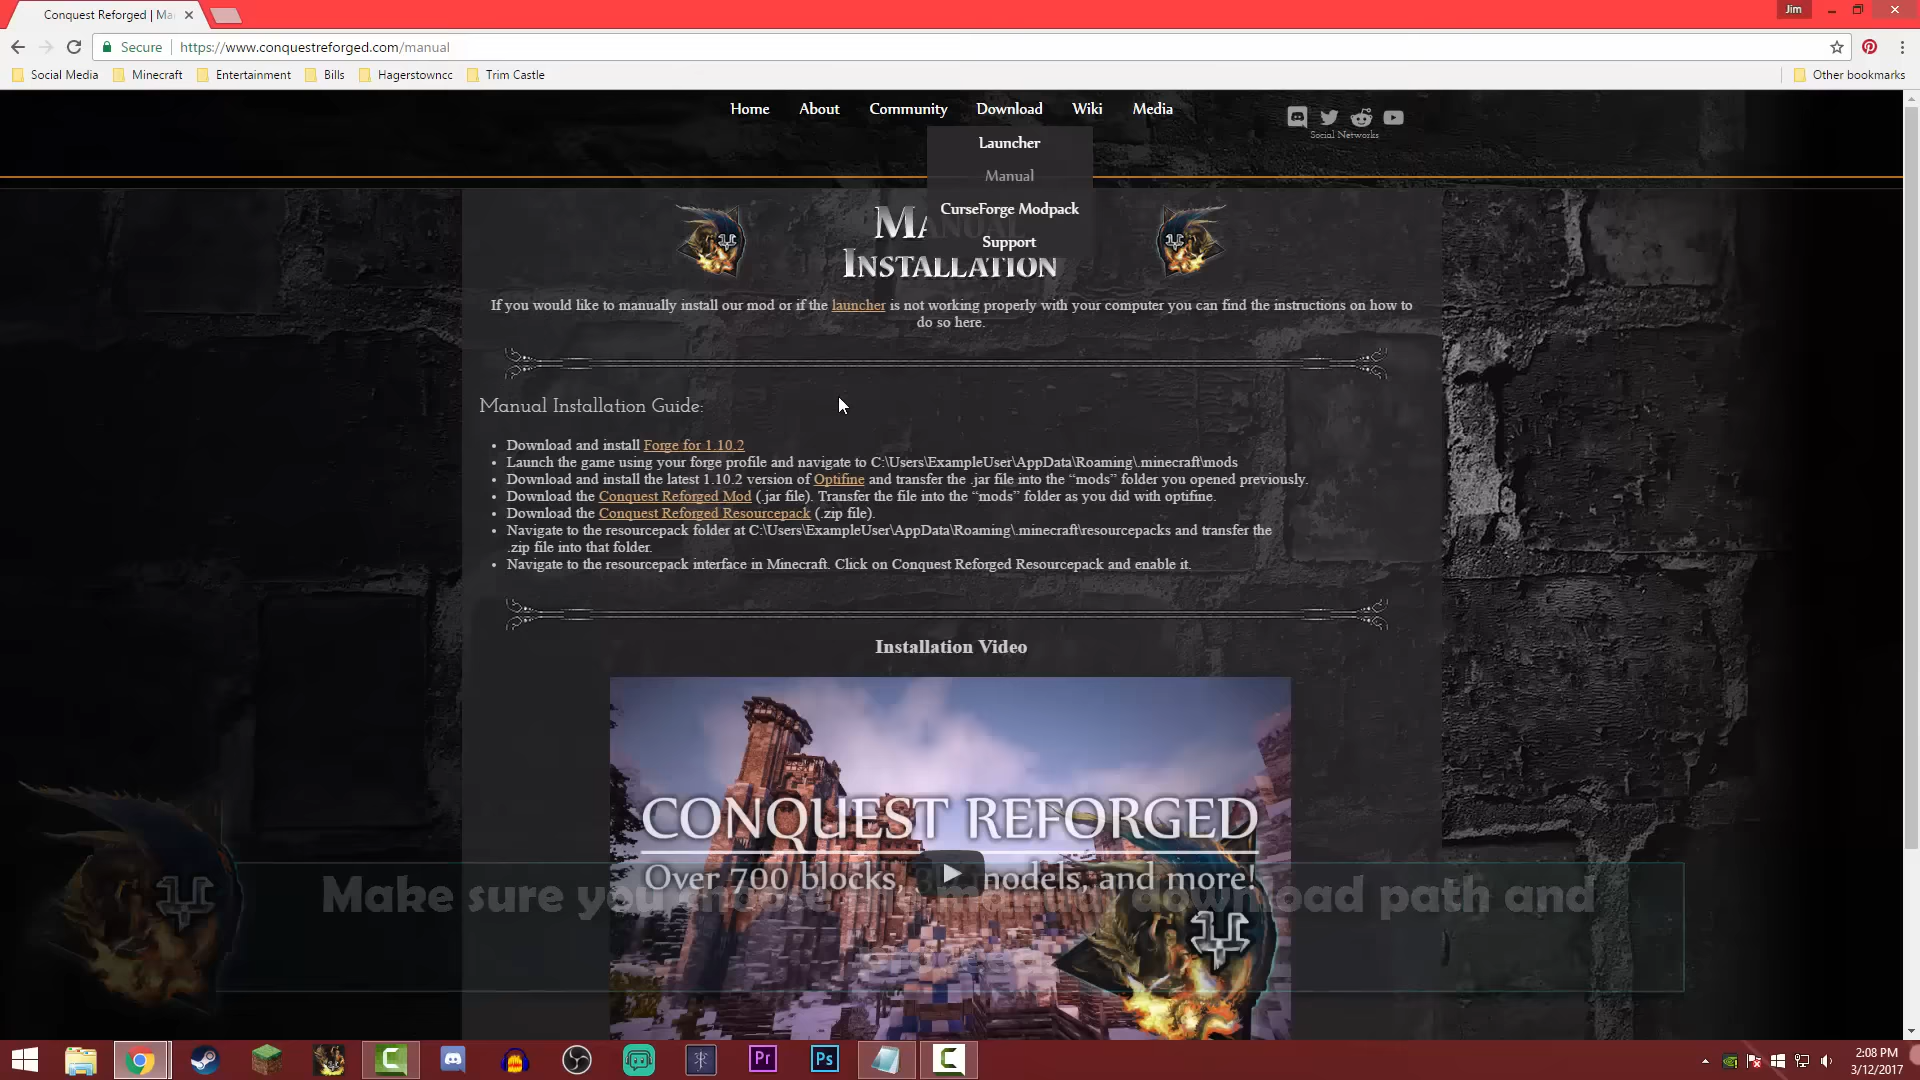 Conquest Reforged | Ma
Jim
Secure
https://www.conquestreforged.com/manual
Social Media
Minecraft
Entertainment
Bills
Hagerstowncc
Trim Castle
Other bookmarks
Home
About
Community
Download
Wiki
Media
Social Networks
Launcher
Manual
CurseForge Modpack
Support
Manual
Installation
If you would like to manually install our mod or if the launcher is not working properly with your computer you can find the instructions on how to
do so here.
Manual Installation Guide:
• Download and install Forge for 1.10.2
• Launch the game using your forge profile and navigate to C:\Users\ExampleUser\AppData\Roaming\.minecraft\mods
• Download and install the latest 1.10.2 version of Optifine and transfer the .jar file into the “mods” folder you opened previously.
• Download the Conquest Reforged Mod (.jar file). Transfer the file into the “mods” folder as you did with optifine.
• Download the Conquest Reforged Resourcepack (.zip file).
• Navigate to the resourcepack folder at C:\Users\ExampleUser\AppData\Roaming\.minecraft\resourcepacks and transfer the
.zip file into that folder.
• Navigate to the resourcepack interface in Minecraft. Click on Conquest Reforged Resourcepack and enable it.
Installation Video
CONQUEST REFORGED
Over 700 blocks, models, and more!
Make sure you manual download path and
Pr
Ps
2:08 PM
3/12/2017